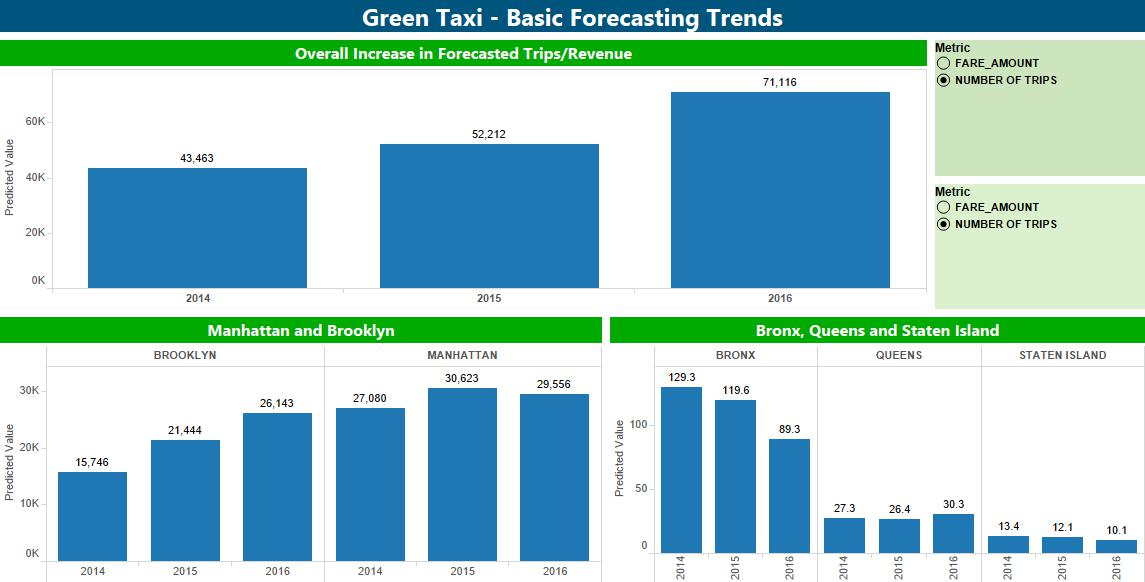 Green Taxi - Basic Forecasting Trends
Overall Increase in Forecasted Trips/Revenue
Predicted Value
60K
40K
20K
0K
43,463
52,212
71,116
2014
2015
2016
Metric
FARE_AMOUNT
NUMBER OF TRIPS
Metric
FARE_AMOUNT
NUMBER OF TRIPS
Manhattan and Brooklyn
BROOKLYN
MANHATTAN
Predicted Value
30K
20K
10K
0K
15,746
21,444
26,143
27,080
30,623
29,556
2014
2015
2016
2014
2015
2016
Bronx, Queens and Staten Island
BRONX
QUEENS
STATEN ISLAND
Predicted Value
100
50
0
129.3
119.6
89.3
27.3
26.4
30.3
13.4
12.1
10.1
2014
2015
2016
2014
2015
2016
2014
2015
2016